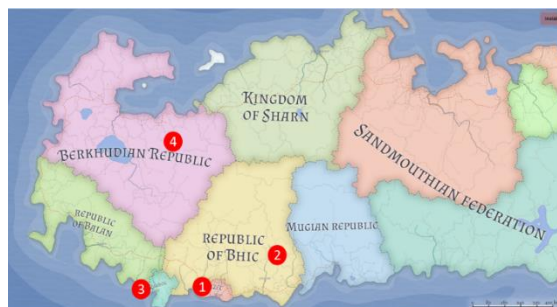 KINGDOM
OF SHARN
4
BERKHUDIAN REPUBLIC
SANDMOUTHIAN FEDERATION
REPUBLIC
OF BALAN
REPUBLIC
OF BHIC
2
MUGIAN REPUBLIC
3
1